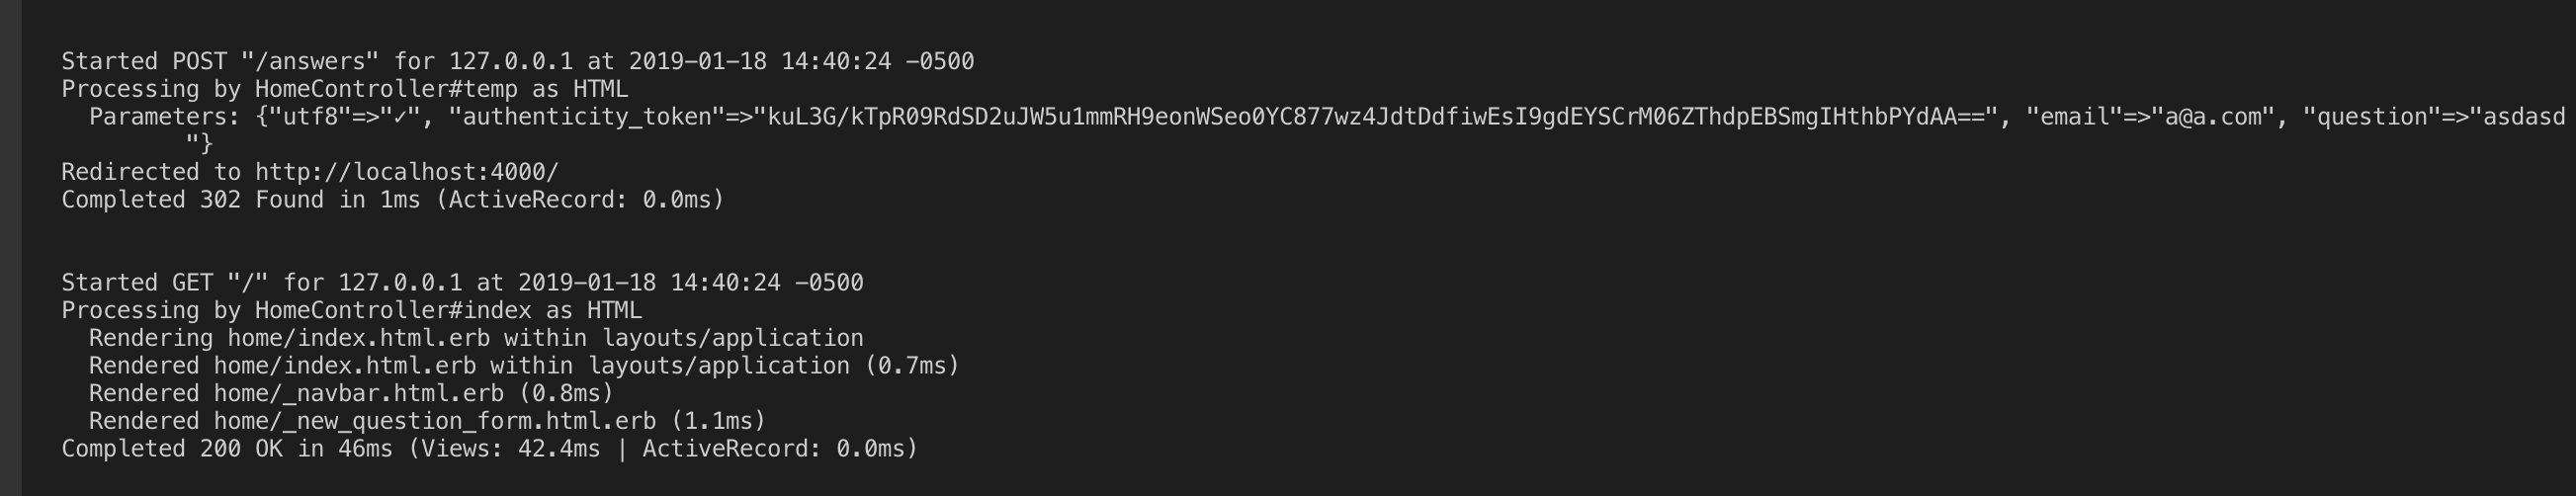 Started POST "/answers" for 127.0.0.1 at 2019-01-18 14:40:24 -0500
Processing by HomeController#temp as HTML
  Parameters: {"utf8"=>"✓", "authenticity_token"=>"kuL3G/kTpR09RdSD2uJW5u1mmRH9eonWSeo0YC877wz4JdtDdfiwEsI9gdEYSCrM06ZThdpEBSmgIHthbPYdAA==", "email"=>"a@a.com", "question"=>"asdasd
         "}
Redirected to http://localhost:4000/
Completed 302 Found in 1ms (ActiveRecord: 0.0ms)
Started GET "/" for 127.0.0.1 at 2019-01-18 14:40:24 -0500
Processing by HomeController#index as HTML
  Rendering home/index.html.erb within layouts/application
  Rendered home/index.html.erb within layouts/application (0.7ms)
  Rendered home/_navbar.html.erb (0.8ms)
  Rendered home/_new_question_form.html.erb (1.1ms)
Completed 200 OK in 46ms (Views: 42.4ms | ActiveRecord: 0.0ms)